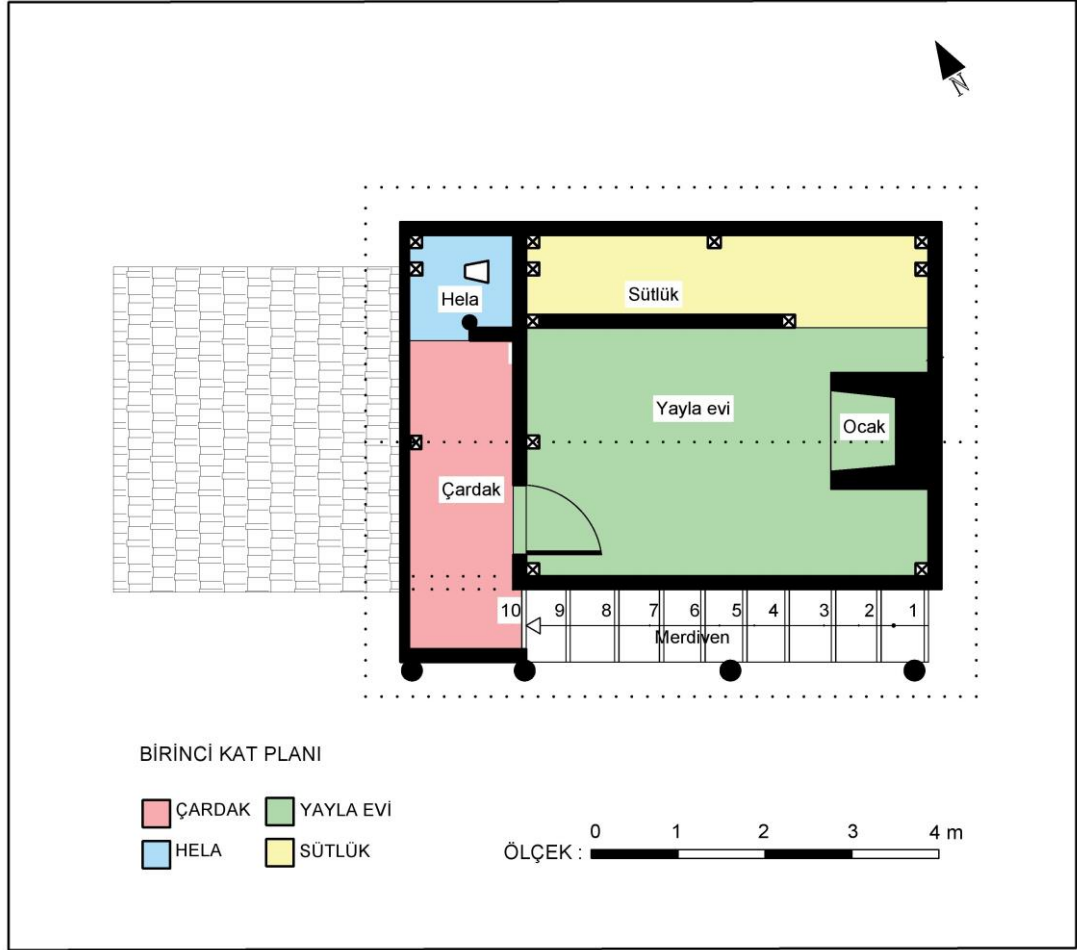 N
Hela
Sütlük
Yayla evi
Ocak
Çardak
10 9 8 7 6 5 4 3 2 1
Merdiven
BİRİNCİ KAT PLANI
ÇARDAK YAYLA EVİ
HELA SÜTLÜK
0 1 2 3 4 m
ÖLÇEK :